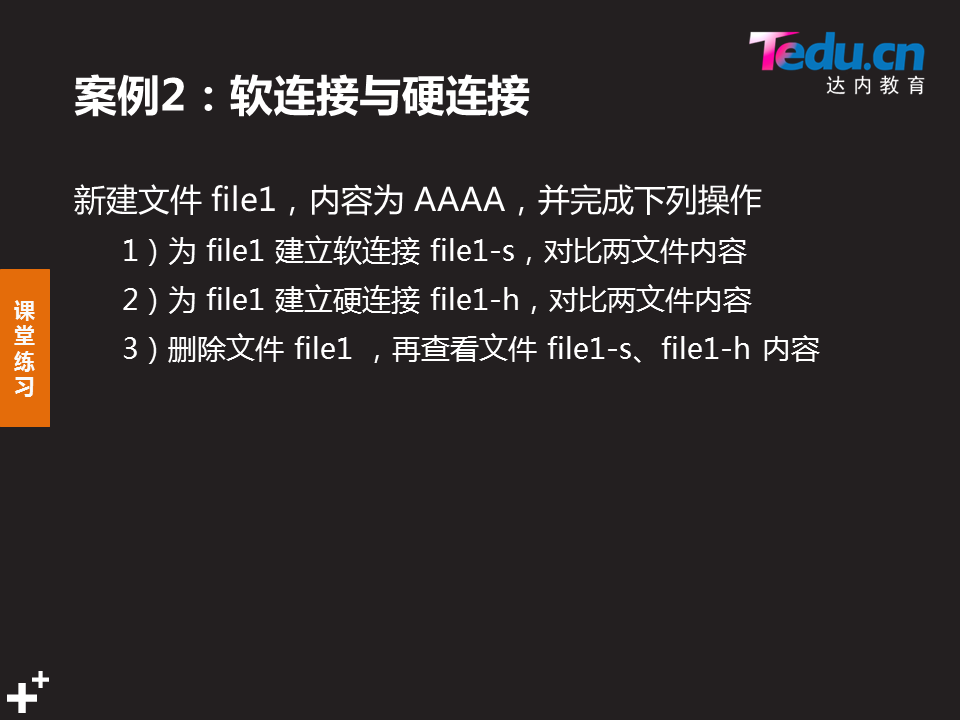 Tedu.cn
达内教育
案例2：软连接与硬连接
新建文件 file1，内容为 AAAA，并完成下列操作
1）为 file1 建立软连接 file1-s，对比两文件内容
2）为 file1 建立硬连接 file1-h，对比两文件内容
3）删除文件 file1 ，再查看文件 file1-s、file1-h 内容
课堂练习